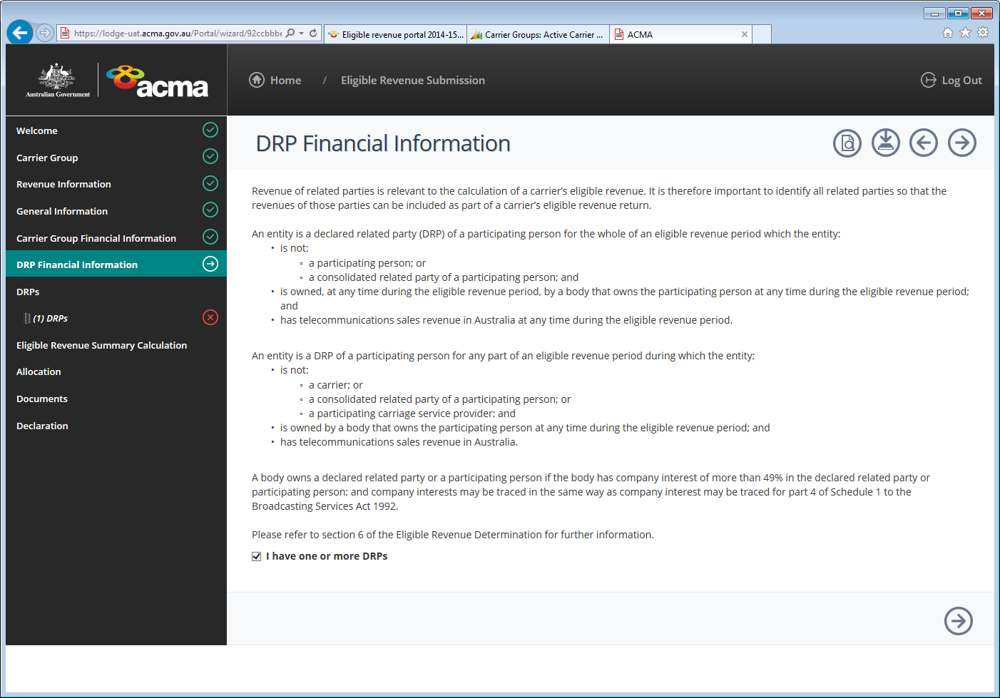 https://lodge-uat.acma.gov.au/Portal/wizard/92ccbbbe
Eligible revenue portal 2014-15...
Carrier Groups: Active Carrier ...
ACMA
Australian Government
acma
Home / Eligible Revenue Submission
Log Out
Welcome
Carrier Group
Revenue Information
General Information
Carrier Group Financial Information
DRP Financial Information
DRPs
(1) DRPs
Eligible Revenue Summary Calculation
Allocation
Documents
Declaration
DRP Financial Information
Revenue of related parties is relevant to the calculation of a carrier’s eligible revenue. It is therefore important to identify all related parties so that the
revenues of those parties can be included as part of a carrier’s eligible revenue return.
An entity is a declared related party (DRP) of a participating person for the whole of an eligible revenue period which the entity:
• is not:
◦ a participating person; or
◦ a consolidated related party of a participating person; and
• is owned, at any time during the eligible revenue period, by a body that owns the participating person at any time during the eligible revenue period;
and
• has telecommunications sales revenue in Australia at any time during the eligible revenue period.
An entity is a DRP of a participating person for any part of an eligible revenue period during which the entity;
• is not:
◦ a carrier; or
◦ a consolidated related party of a participating person; or
◦ a participating carriage service provider; and
• is owned by a body that owns the participating person at any time during the eligible revenue period; and
• has telecommunications sales revenue in Australia.
A body owns a declared related party or a participating person if the body has company interest of more than 49% in the declared related party or
participating person; and company interests may be traced in the same way as company interest may be traced for part 4 of Schedule 1 to the
Broadcasting Services Act 1992.
Please refer to section 6 of the Eligible Revenue Determination for further information.
I have one or more DRPs